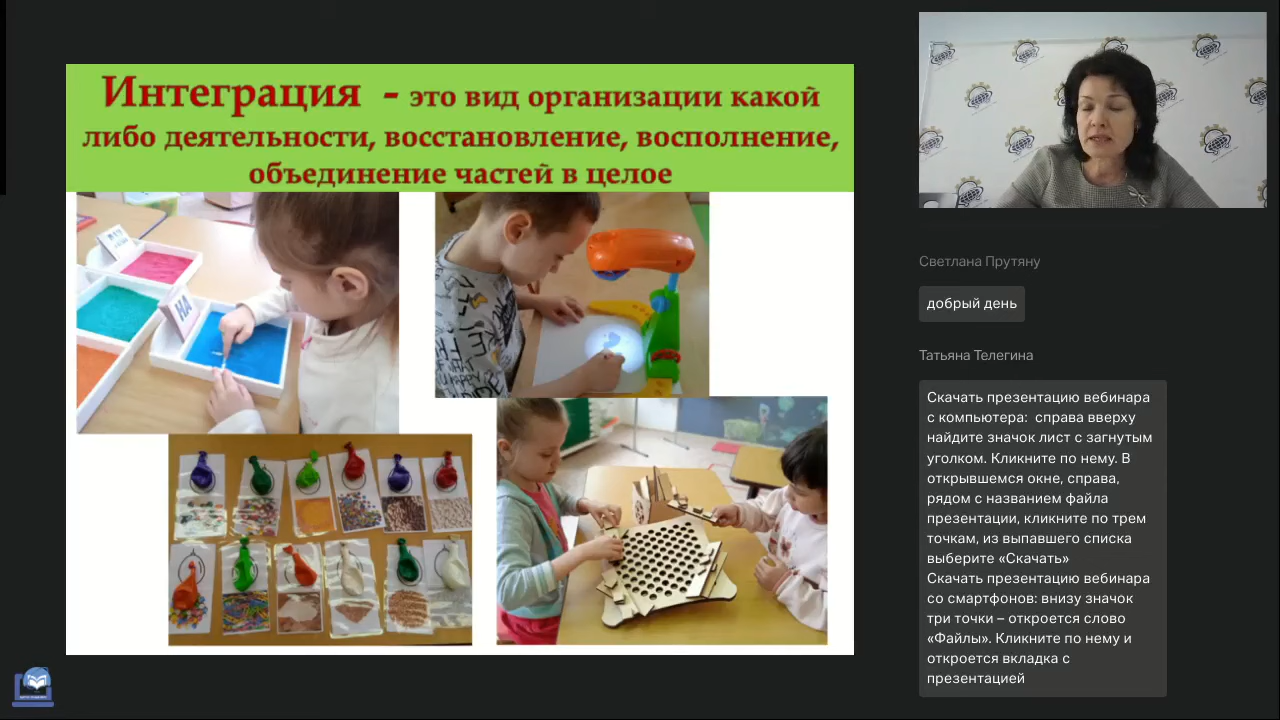 Интеграция - это вид организации какой
либо деятельности, восстановление, восполнение,
объединение частей в целое
НА
Светлана Прутяну
добрый день
Татьяна Телегина
Скачать презентацию вебинара
с компьютера: справа вверху
найдите значок лист с загнутым
уголком. Кликните по нему. В
открывшемся окне, справа,
рядом с названием файла
презентации, кликните по трем
точкам, из выпавшего списка
выберите «Скачать»
Скачать презентацию вебинара
со смартфонов: внизу значок
три точки – откроется слово
«Файлы». Кликните по нему и
откроется вкладка с
презентацией